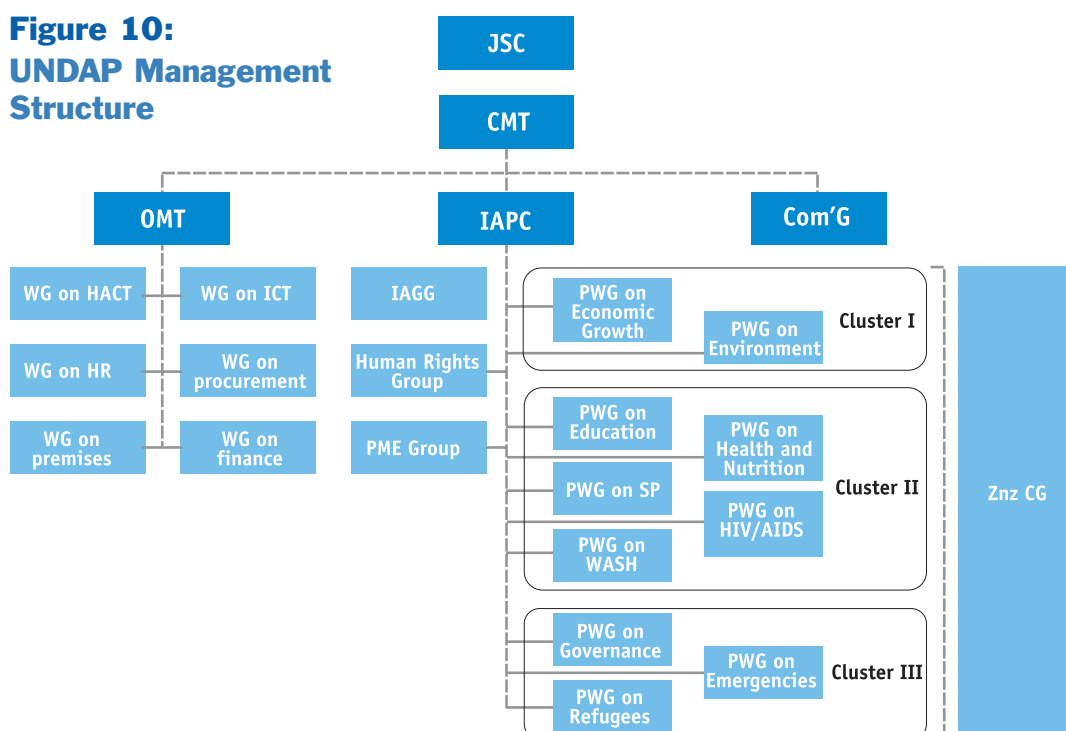 Figure 10:
UNDAP Management
Structure
JSC
CMT
OMT
IAPC
Com'G
WG on HACT
WG on ICT
WG on HR
WG on
procurement
WG on
premises
WG on
finance
IAGG
Human Rights
Group
PME Group
PWG on
Economic
Growth
PWG on
Environment
Cluster I
PWG on
Education
PWG on
Health and
Nutrition
PWG on SP
PWG on
HIV/AIDS
PWG on
WASH
Cluster II
PWG on
Governance
PWG on
Emergencies
PWG on
Refugees
Cluster III
Znz CG